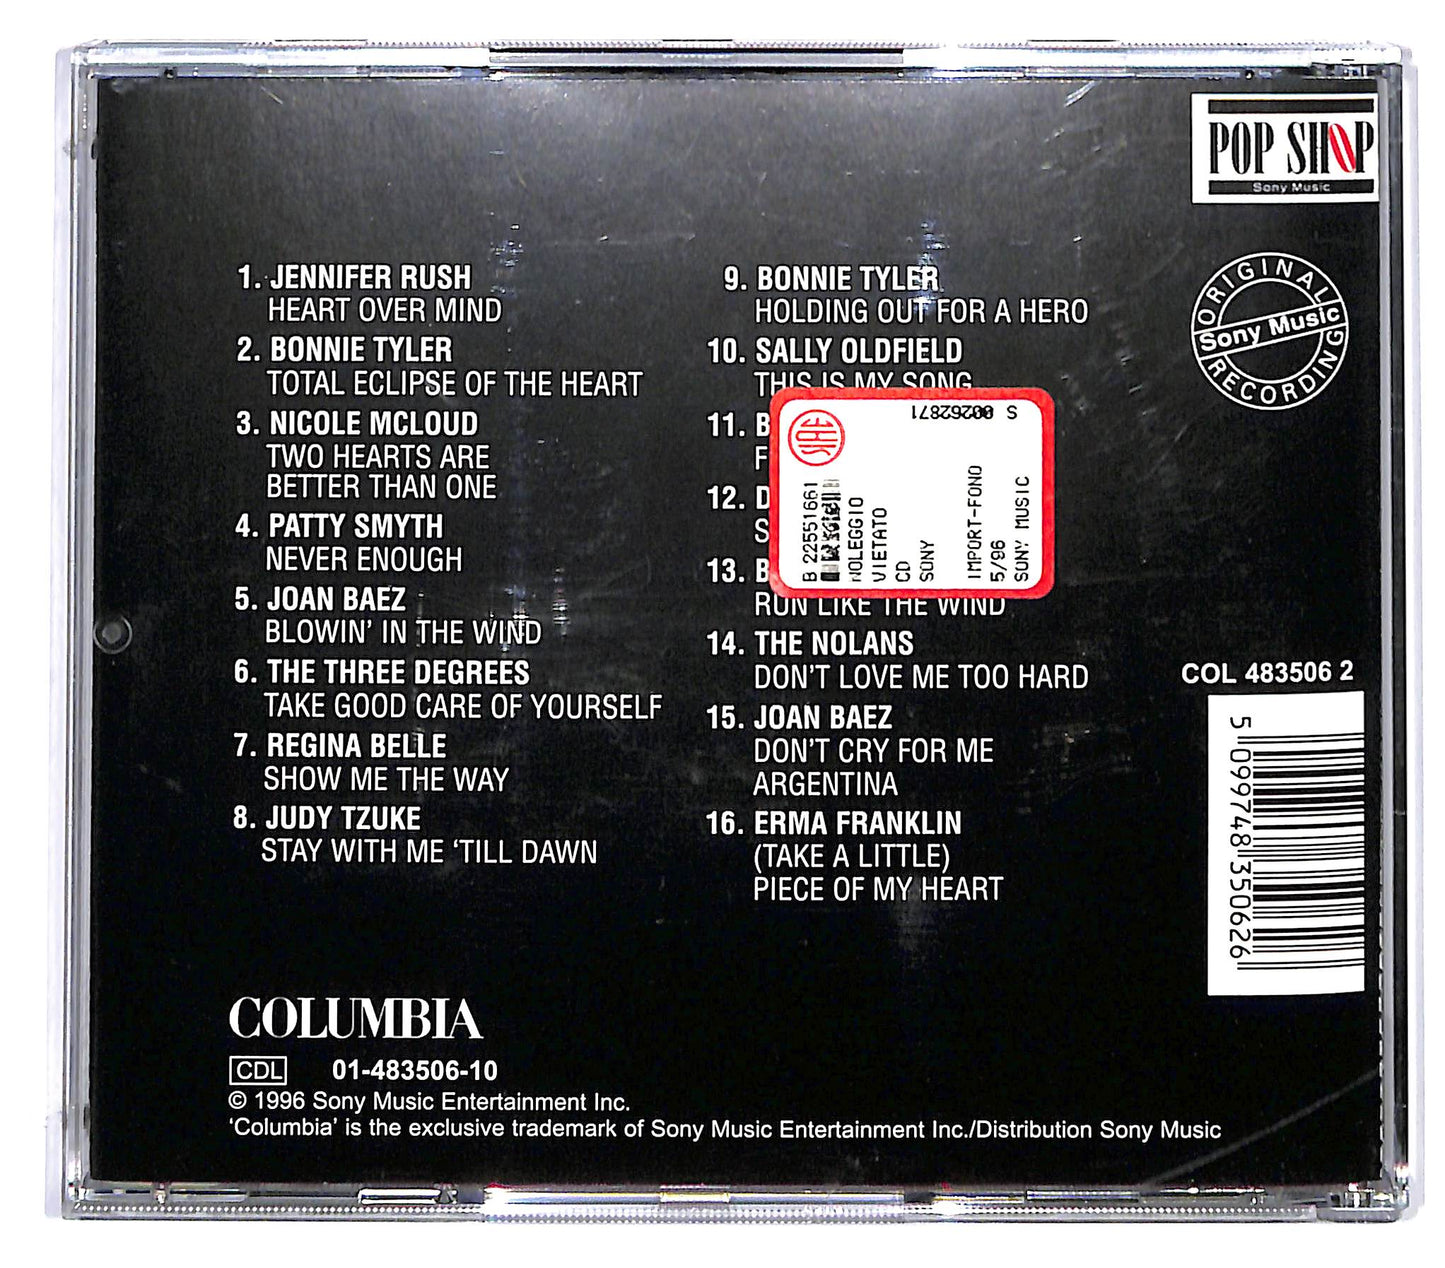 POP SHOP
Sony Music
ORIGINAL
Sony Music
RECORDING
1. JENNIFER RUSH
HEART OVER MIND
2. BONNIE TYLER
TOTAL ECLIPSE OF THE HEART
3. NICOLE MCLOUD
TWO HEARTS ARE
BETTER THAN ONE
4. PATTY SMYTH
NEVER ENOUGH
5. JOAN BAEZ
BLOWIN' IN THE WIND
6. THE THREE DEGREES
TAKE GOOD CARE OF YOURSELF
7. REGINA BELLE
SHOW ME THE WAY
8. JUDY TZUKE
STAY WITH ME 'TILL DAWN
9. BONNIE TYLER
HOLDING OUT FOR A HERO
10. SALLY OLDFIELD
THIS IS MY SONG
11. B
F
12. D
S
13. B
RUN LIKE THE WIND
14. THE NOLANS
DON'T LOVE ME TOO HARD
15. JOAN BAEZ
DON'T CRY FOR ME
ARGENTINA
16. ERMA FRANKLIN
(TAKE A LITTLE)
PIECE OF MY HEART
SIAE
S 00262871
B 22551661
NOLEGGIO
VIETATO
CD
SONY
IMPORT-FONO
5/96
SONY MUSIC
COL 483506 2
5 099748 350626
COLUMBIA
CDL 01-483506-10
© 1996 Sony Music Entertainment Inc.
'Columbia' is the exclusive trademark of Sony Music Entertainment Inc./Distribution Sony Music